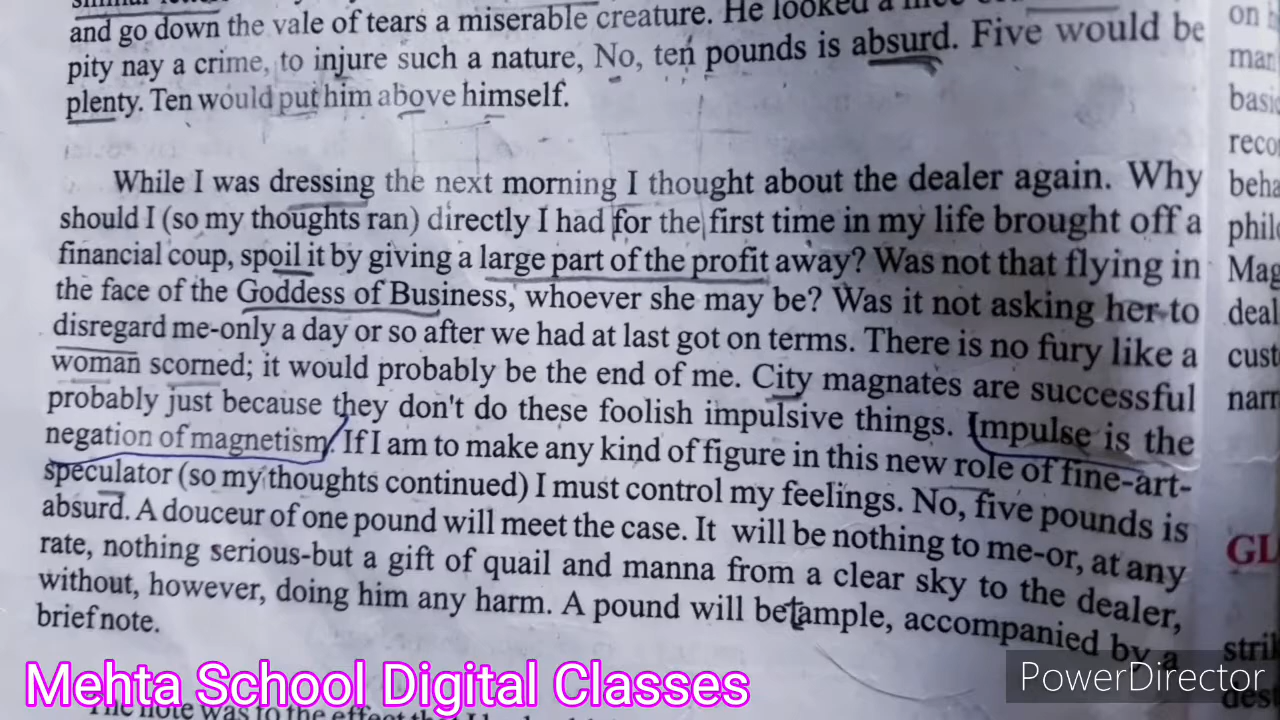 and go down the vale of tears a miserable creature. He looked a
pity nay a crime, to injure such a nature, No, ten pounds is absurd. Five would be
plenty. Ten would put him above himself.
While I was dressing the next morning I thought about the dealer again. Why
should I (so my thoughts ran) directly I had for the first time in my life brought off a
financial coup, spoil it by giving a large part of the profit away? Was not that flying in
the face of the Goddess of Business, whoever she may be? Was it not asking her to
disregard me-only a day or so after we had at last got on terms. There is no fury like a
woman scorned; it would probably be the end of me. City magnates are successful
probably just because they don't do these foolish impulsive things. Impulse is the
negation of magnetism. If I am to make any kind of figure in this new role of fine-art-
speculator (so my thoughts continued) I must control my feelings. No, five pounds is
absurd. A douceur of one pound will meet the case. It will be nothing to me-or, at any
rate, nothing serious-but a gift of quail and manna from a clear sky to the dealer,
without, however, doing him any harm. A pound will be ample, accompanied by a
brief note.
The note was to the effect that I
on
reco
beha
Mag
deal
cust
narr
GL
Mehta School Digital Classes
PowerDirector